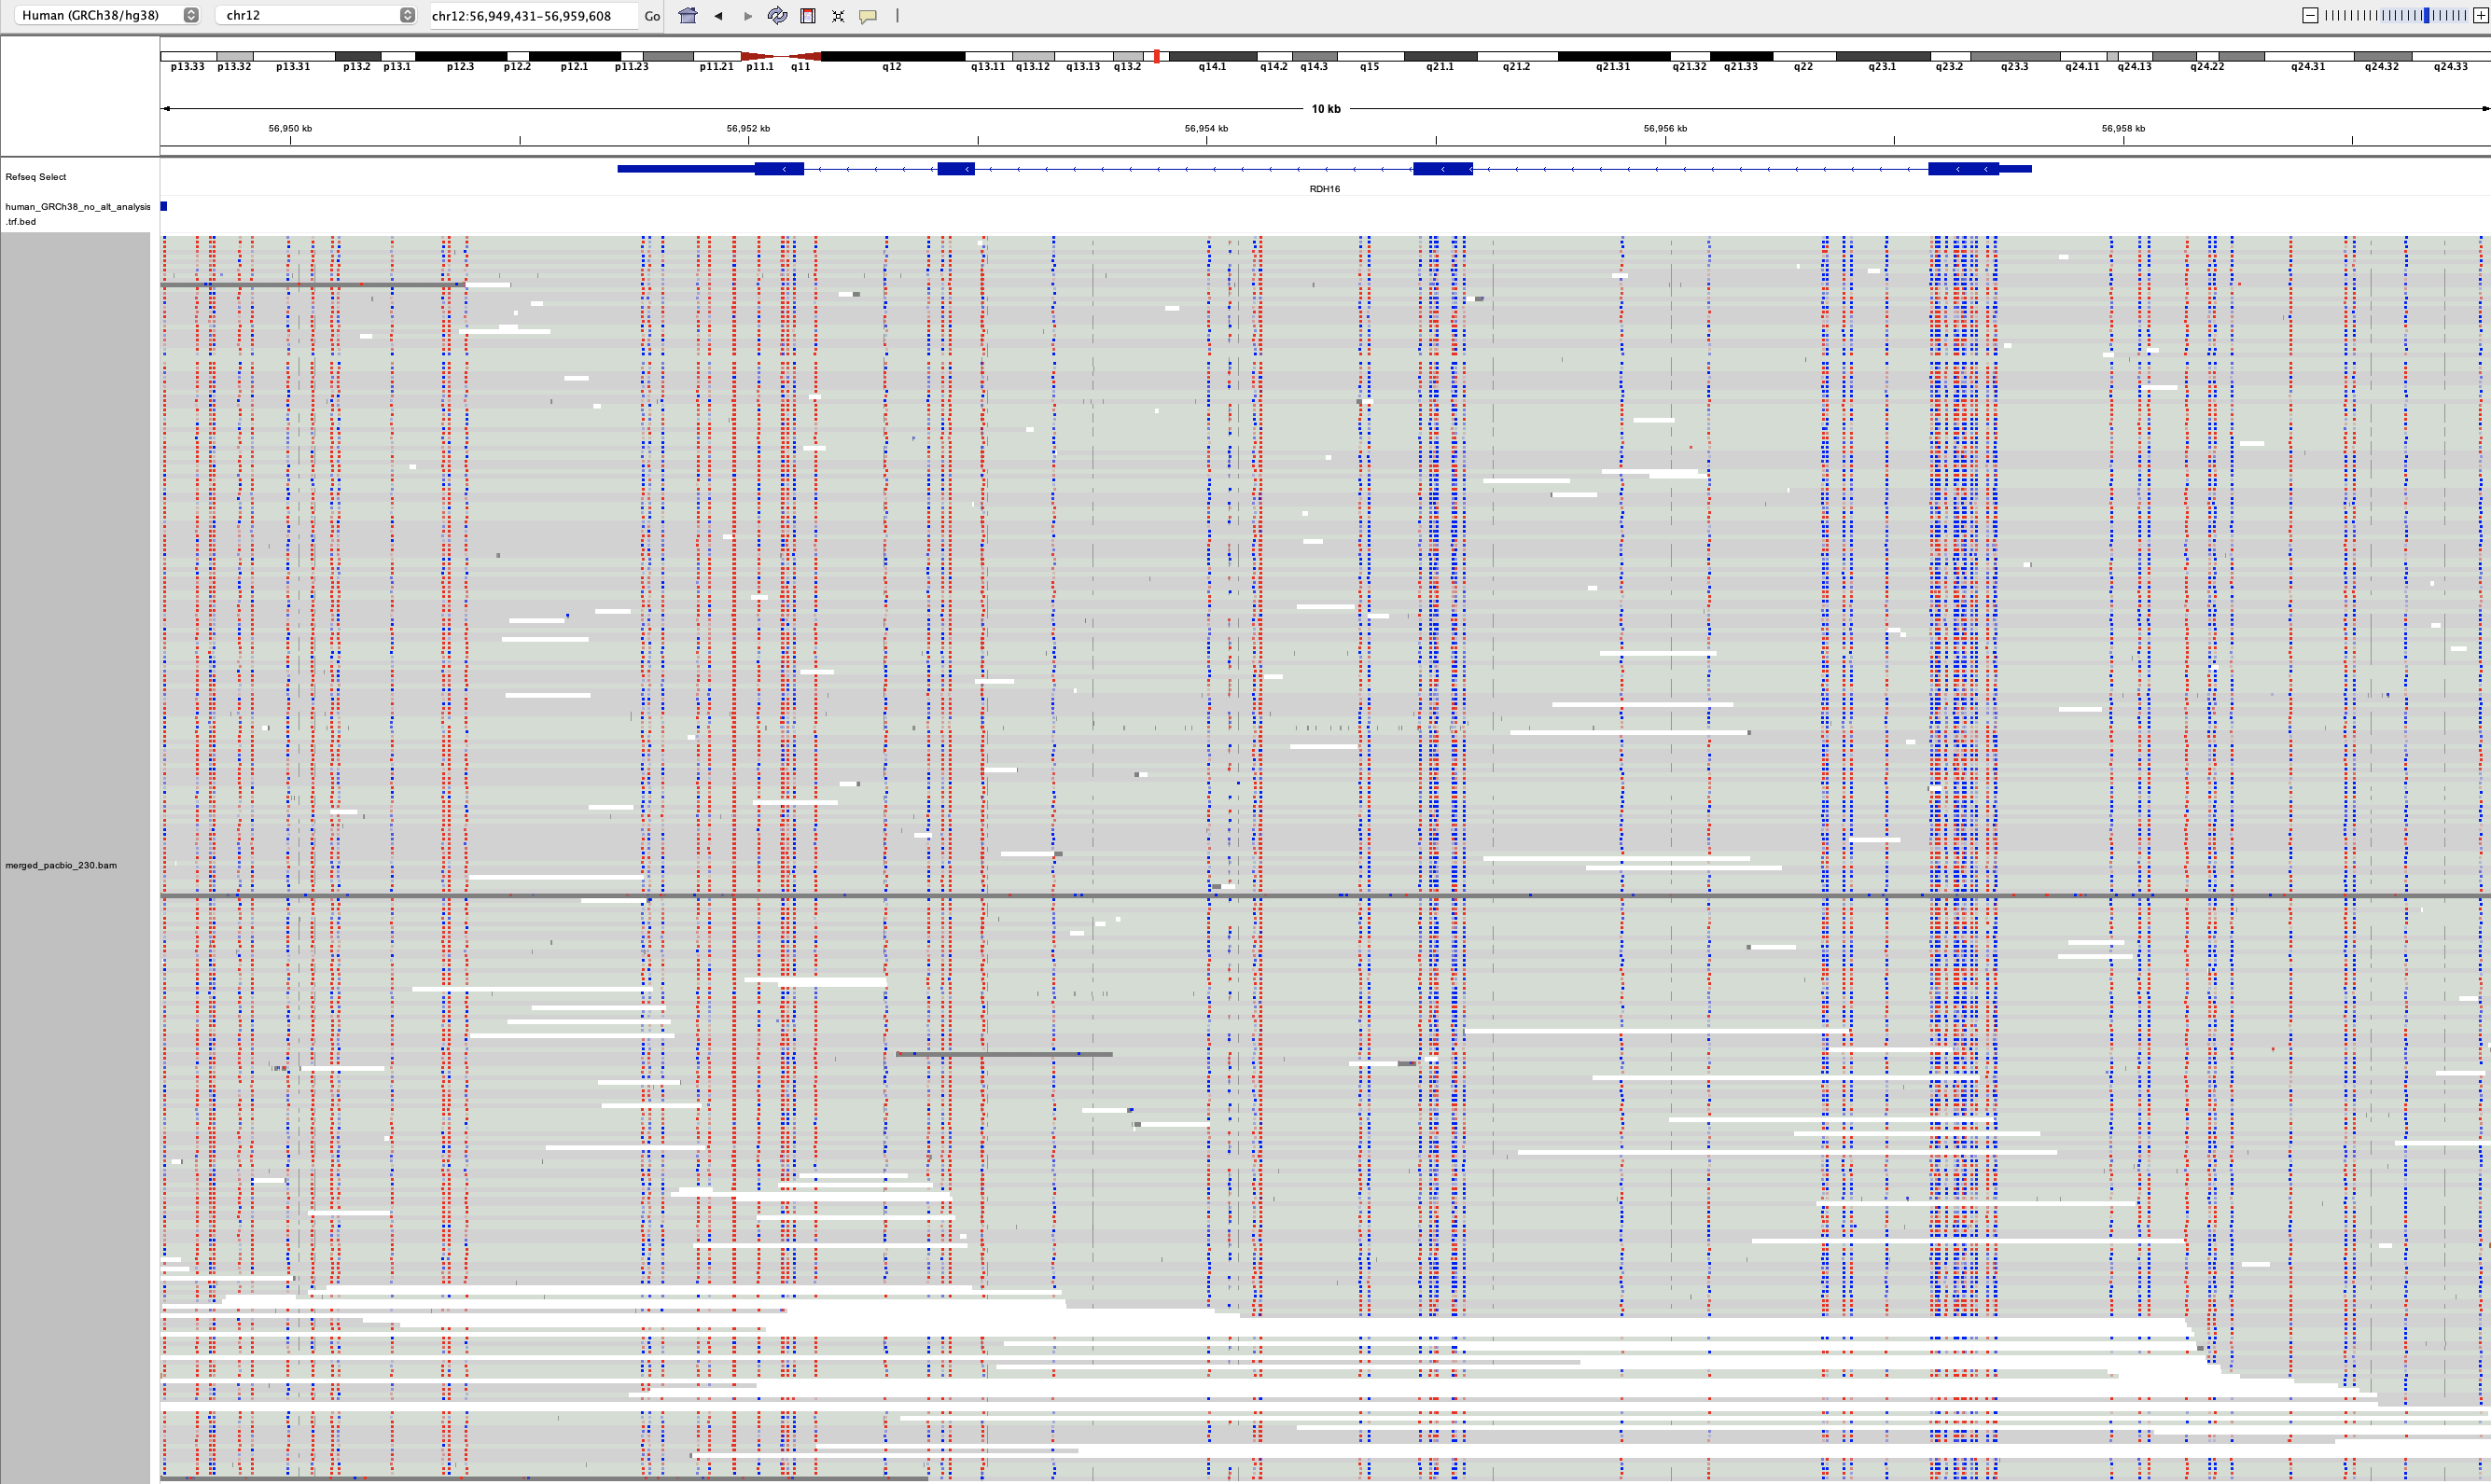 Human (GRCh38/hg38) chr12 chr12:56,949,431-56,959,608 Go
p13.33 p13.32 p13.31 p13.2 p13.1 p12.3 p12.2 p12.1 p11.23 p11.21 p11.1 q11 q12 q13.11 q13.12 q13.13 q13.2 q14.1 q14.2 q14.3 q15 q21.1 q21.2 q21.31 q21.32 q21.33 q22 q23.1 q23.2 q23.3 q24.11 q24.13 q24.22 q24.31 q24.32 q24.33
10 kb
56,950 kb 56,952 kb 56,954 kb 56,956 kb 56,958 kb
Refseq Select
RDH16
human_GRCh38_no_alt_analysis
.trf.bed
merged_pacbio_230.bam